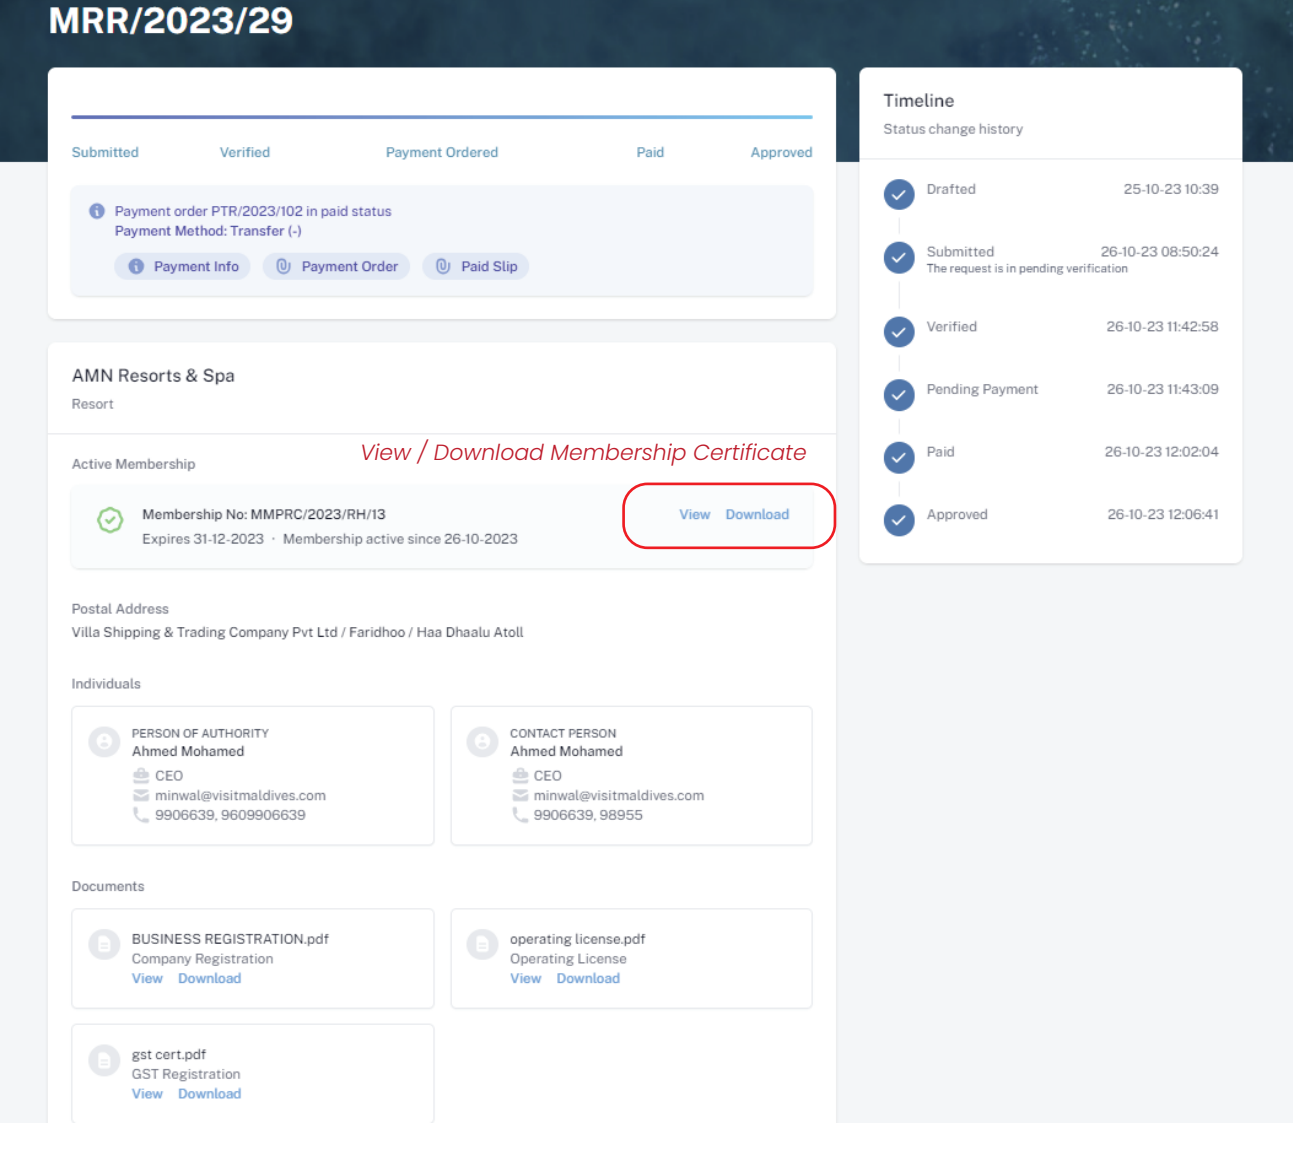 MRR/2023/29
Submitted Verified Payment Ordered Paid Approved
Payment order PTR/2023/102 in paid status
Payment Method: Transfer (-)
Payment Info Payment Order Paid Slip
AMN Resorts & Spa
Resort
View / Download Membership Certificate
Active Membership
Membership No: MMPRC/2023/RH/13 View Download
Expires 31-12-2023 · Membership active since 26-10-2023
Postal Address
Villa Shipping & Trading Company Pvt Ltd / Faridhoo / Haa Dhaalu Atoll
Individuals
PERSON OF AUTHORITY
Ahmed Mohamed
CEO
minwal@visitmaldives.com
9906639, 9609906639
CONTACT PERSON
Ahmed Mohamed
CEO
minwal@visitmaldives.com
9906639, 98955
Documents
BUSINESS REGISTRATION.pdf
Company Registration
View Download
operating license.pdf
Operating License
View Download
gst cert.pdf
GST Registration
View Download
Timeline
Status change history
Drafted 25-10-23 10:39
Submitted 26-10-23 08:50:24
The request is in pending verification
Verified 26-10-23 11:42:58
Pending Payment 26-10-23 11:43:09
Paid 26-10-23 12:02:04
Approved 26-10-23 12:06:41